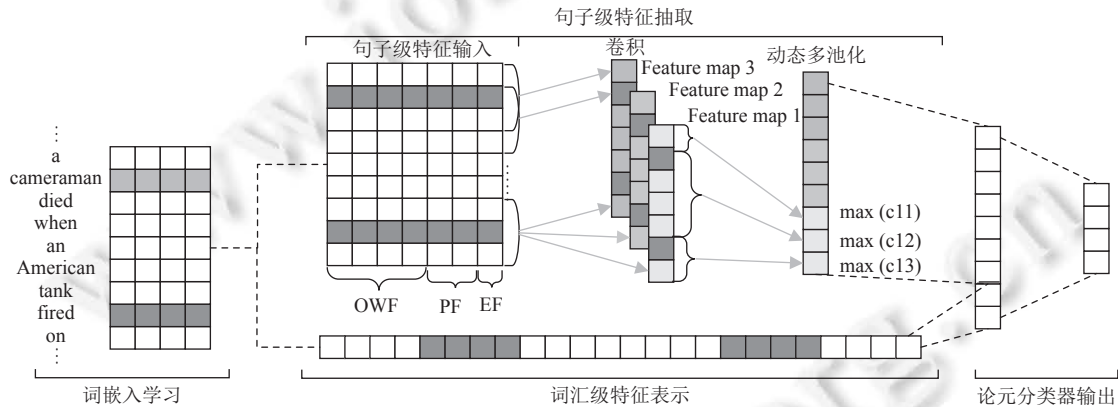 句子级特征抽取
句子级特征输入
卷积
动态多池化
Feature map 3
Feature map 2
Feature map 1
…
a
cameraman
died
when
an
American
tank
fired
on
…
……
max (c11)
max (c12)
max (c13)
OWF
PF
EF
词嵌入学习
词汇级特征表示
论元分类器输出